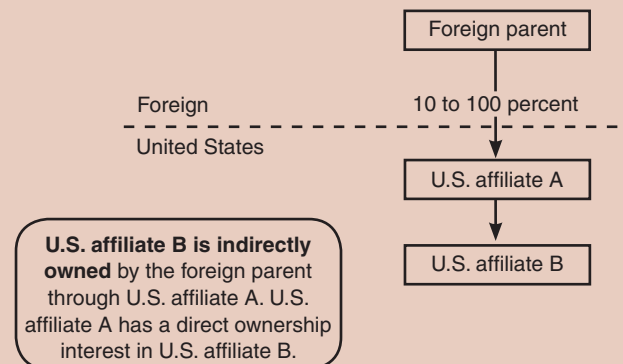 Foreign parent
Foreign
10 to 100 percent
United States
U.S. affiliate A
U.S. affiliate B
U.S. affiliate B is indirectly
owned by the foreign parent
through U.S. affiliate A. U.S.
affiliate A has a direct ownership
interest in U.S. affiliate B.